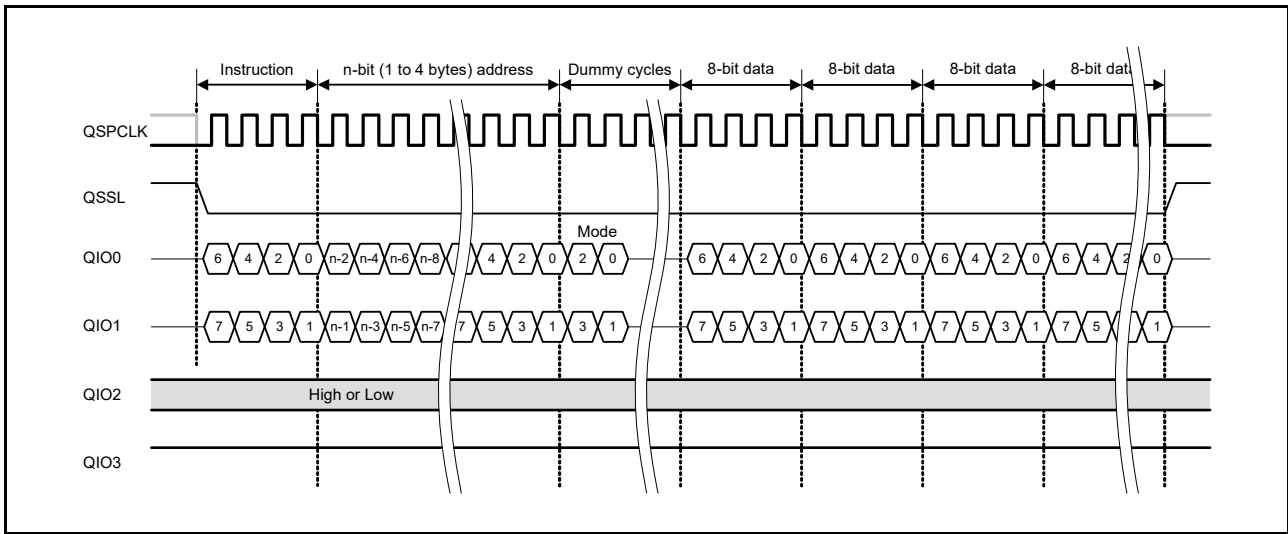 Instruction n-bit (1 to 4 bytes) address Dummy cycles 8-bit data 8-bit data 8-bit data 8-bit data
QSPCLK
QSSL
Mode
QIO0 6 4 2 0 n-2 n-4 n-6 n-8 4 2 0 2 0 6 4 2 0 6 4 2 0 6 4 2 0 6 4 2 0
QIO1 7 5 3 1 n-1 n-3 n-5 n-7 7 5 3 1 3 1 7 5 3 1 7 5 3 1 7 5 3 1 7 5 1
QIO2 High or Low
QIO3